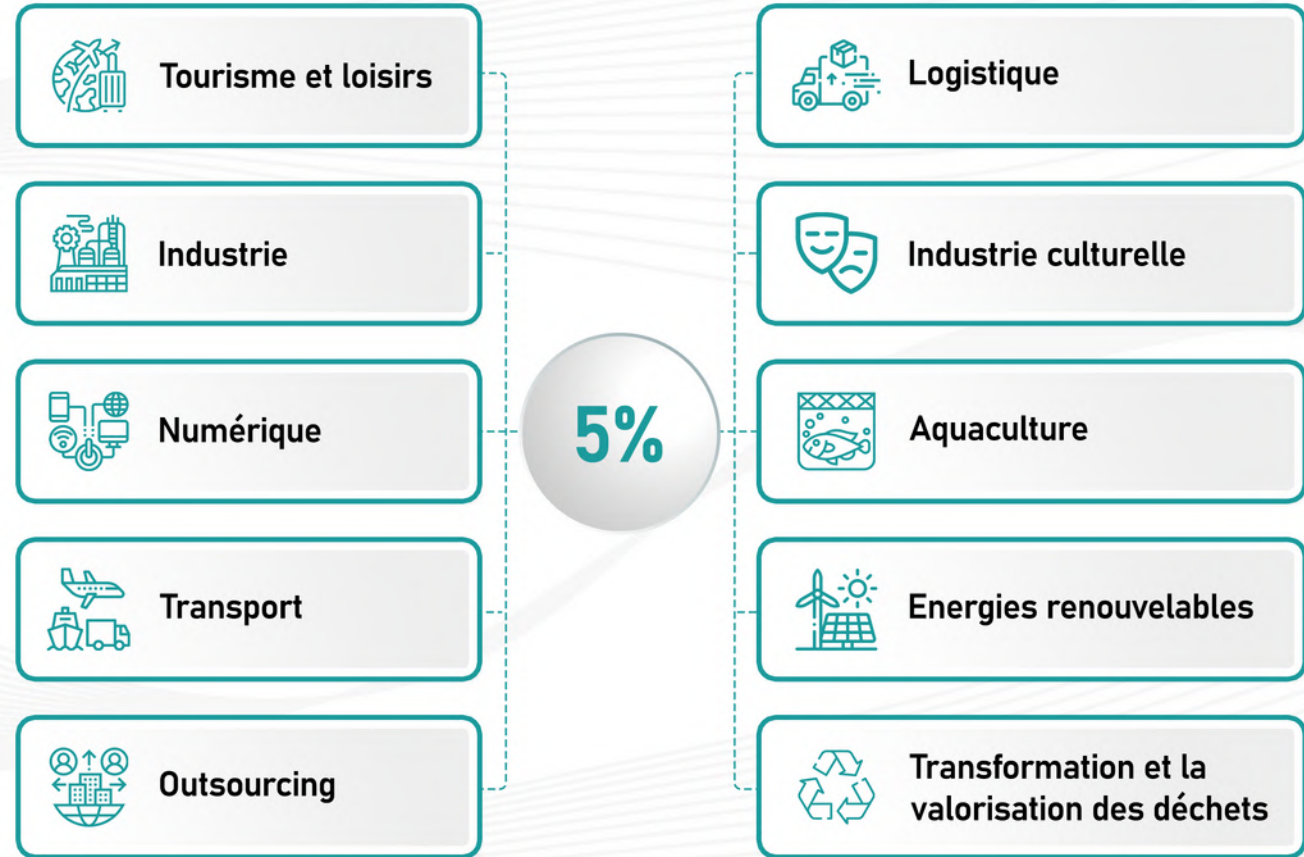 Tourisme et loisirs
Industrie
Numérique
Transport
Outsourcing
5%
Logistique
Industrie culturelle
Aquaculture
Energies renouvelables
Transformation et la
valorisation des déchets